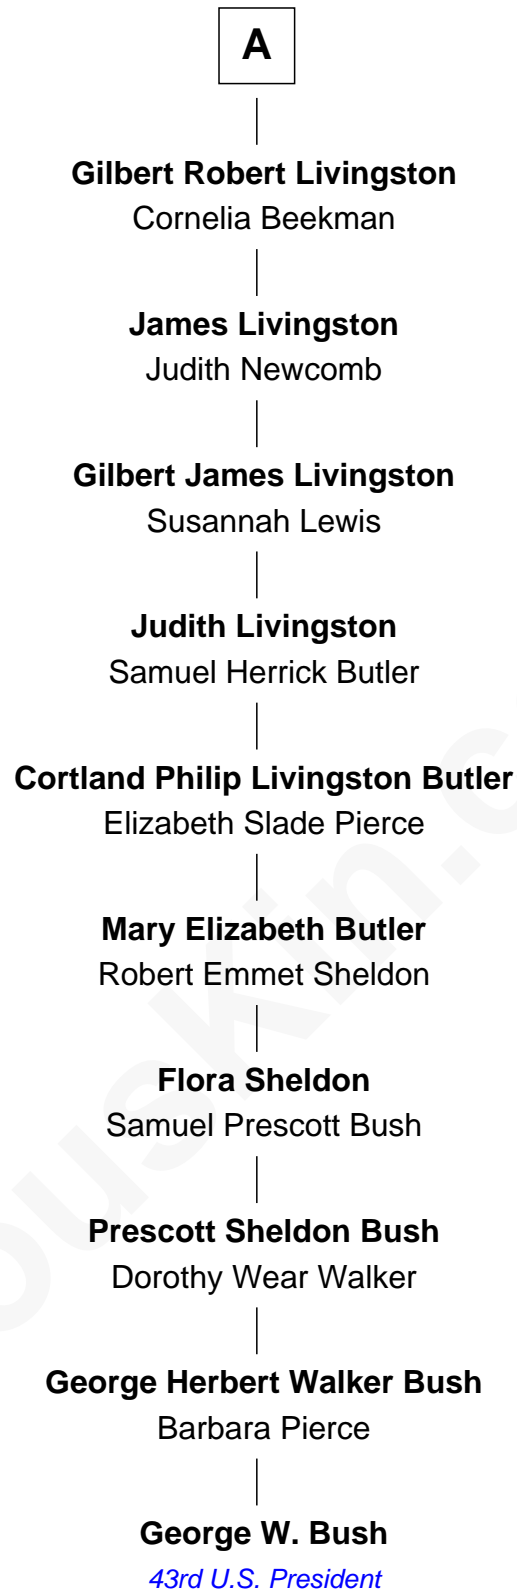 A
Gilbert Robert Livingston
Cornelia Beekman
James Livingston
Judith Newcomb
Gilbert James Livingston
Susannah Lewis
Judith Livingston
Samuel Herrick Butler
Cortland Philip Livingston Butler
Elizabeth Slade Pierce
Mary Elizabeth Butler
Robert Emmet Sheldon
Flora Sheldon
Samuel Prescott Bush
Prescott Sheldon Bush
Dorothy Wear Walker
George Herbert Walker Bush
Barbara Pierce
George W. Bush
43rd U.S. President